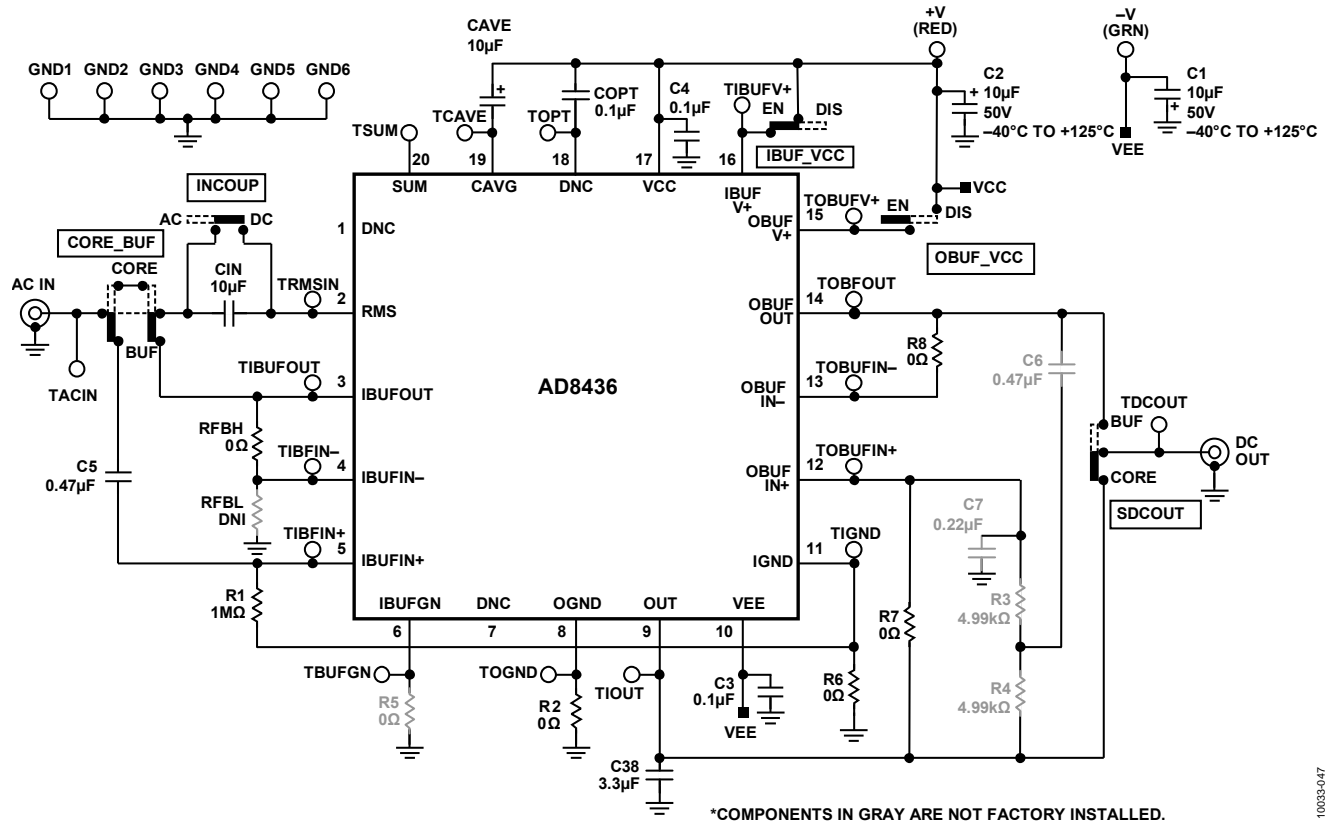 CAVE
10µF
+V
(RED)
–V
(GRN)
GND1 GND2 GND3 GND4 GND5 GND6
+
COPT
0.1µF
C4
0.1µF
TIBUFV+
EN
DIS
C2
+ 10µF
50V
–40°C TO +125°C
C1
10µF
+ 50V
–40°C TO +125°C
VEE
TSUM
TCAVE
TOPT
IBUF_VCC
20 19 18 17 16
SUM CAVG DNC VCC
IBUF
V+
INCOUP
AC
DC
VCC
TOBUFV+
EN
DIS
15
OBUF
V+
OBUF_VCC
1 DNC
CORE_BUF
CORE
AC IN
CIN
10µF
TRMSIN
2
RMS
BUF
TACIN
TOBFOUT
14
OBUF
OUT
R8
0Ω
C6
0.47µF
TIBUFOUT
3
IBUFOUT
AD8436
TOBUFIN–
13
OBUF
IN–
TDCOUT
BUF
DC
OUT
CORE
SDCOUT
RFBH
0Ω
TIBFIN–
4
IBUFIN–
C5
0.47µF
RFBL
DNI
TOBUFIN+
12
OBUF
IN+
C7
0.22µF
TIBFIN+
5
IBUFIN+
TIGND
11
IGND
R1
1MΩ
R3
4.99kΩ
R7
0Ω
IBUFGN DNC OGND OUT VEE
6 7 8 9 10
TBUFGN
TOGND
TIOUT
C3
0.1µF
VEE
R6
0Ω
R4
4.99kΩ
R5
0Ω
R2
0Ω
C38
3.3µF
*COMPONENTS IN GRAY ARE NOT FACTORY INSTALLED.
10033-047